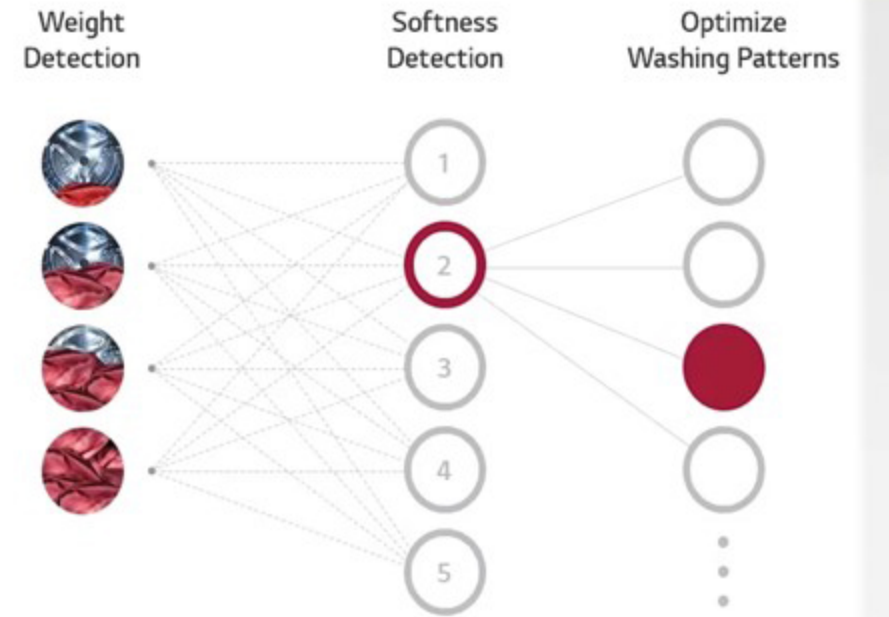 Weight
Detection
Softness
Detection
Optimize
Washing Patterns
1
2
3
4
5